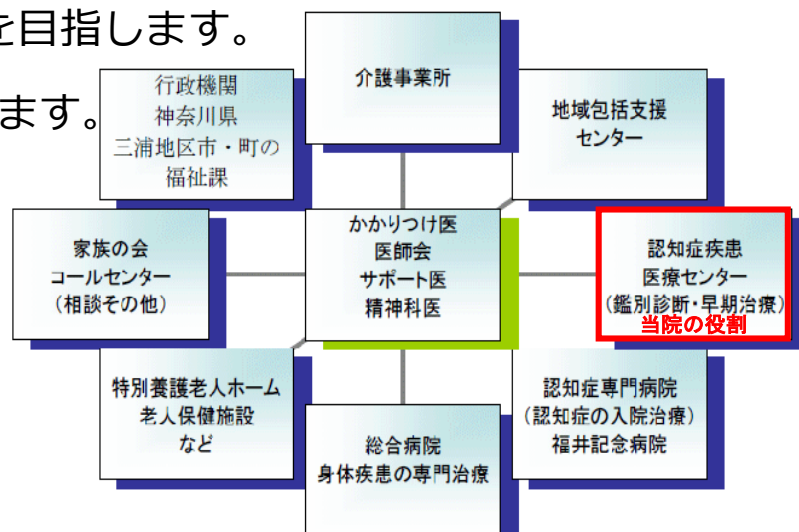 を目指します。
ます。
介護事業所
行政機関
神奈川県
三浦地区市・町の
福祉課
地域包括支援
センター
かかりつけ医
医師会
サポート医
精神科医
家族の会
コールセンター
（相談その他）
認知症疾患
医療センター
（鑑別診断・早期治療）
当院の役割
特別養護老人ホーム
老人保健施設
など
認知症専門病院
（認知症の入院治療）
福井記念病院
総合病院
身体疾患の専門治療